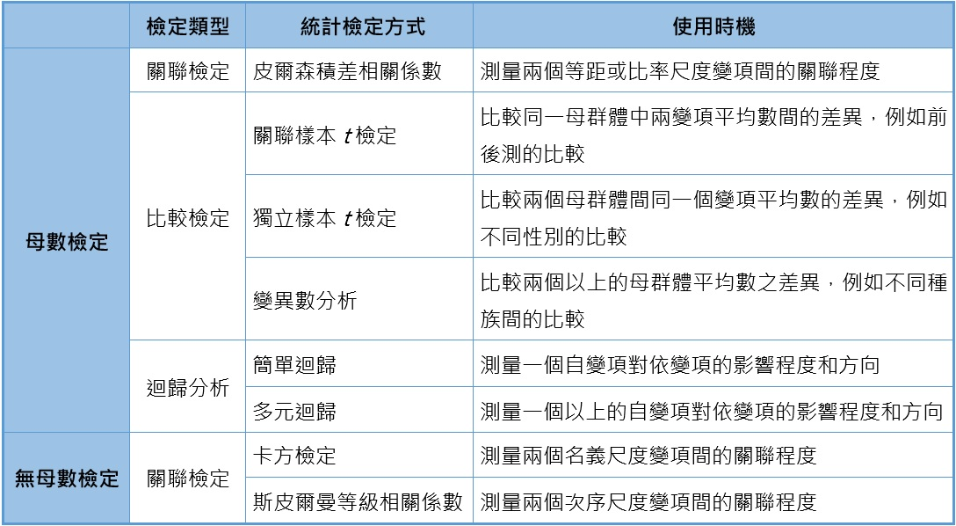 檢定類型 統計檢定方式 使用時機
母數檢定
關聯檢定 皮爾森積差相關係數 測量兩個等距或比率尺度變項間的關聯程度
比較檢定
關聯樣本 t 檢定 比較同一母群體中兩變項平均數間的差異，例如前
後測的比較
獨立樣本 t 檢定 比較兩個母群體間同一個變項平均數的差異，例如
不同性別的比較
變異數分析 比較兩個以上的母群體平均數之差異，例如不同種
族間的比較
迴歸分析
簡單迴歸 測量一個自變項對依變項的影響程度和方向
多元迴歸 測量一個以上的自變項對依變項的影響程度和方向
無母數檢定
關聯檢定
卡方檢定 測量兩個名義尺度變項間的關聯程度
斯皮爾曼等級相關係數 測量兩個次序尺度變項間的關聯程度